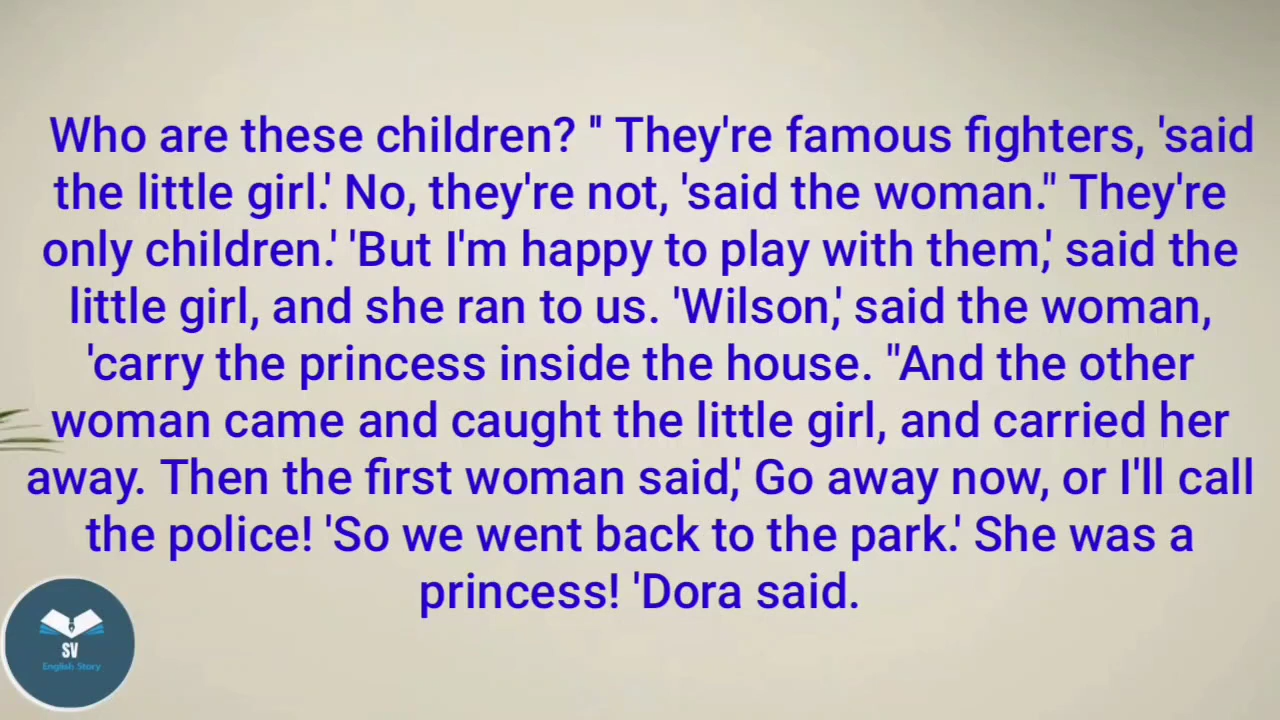 Who are these children? " They're famous fighters, 'said
the little girl.' No, they're not, 'said the woman." They're
only children.' 'But I'm happy to play with them,' said the
little girl, and she ran to us. 'Wilson,' said the woman,
'carry the princess inside the house. "And the other
woman came and caught the little girl, and carried her
away. Then the first woman said,' Go away now, or I'll call
the police! 'So we went back to the park.' She was a
princess! 'Dora said.
SV
English Story